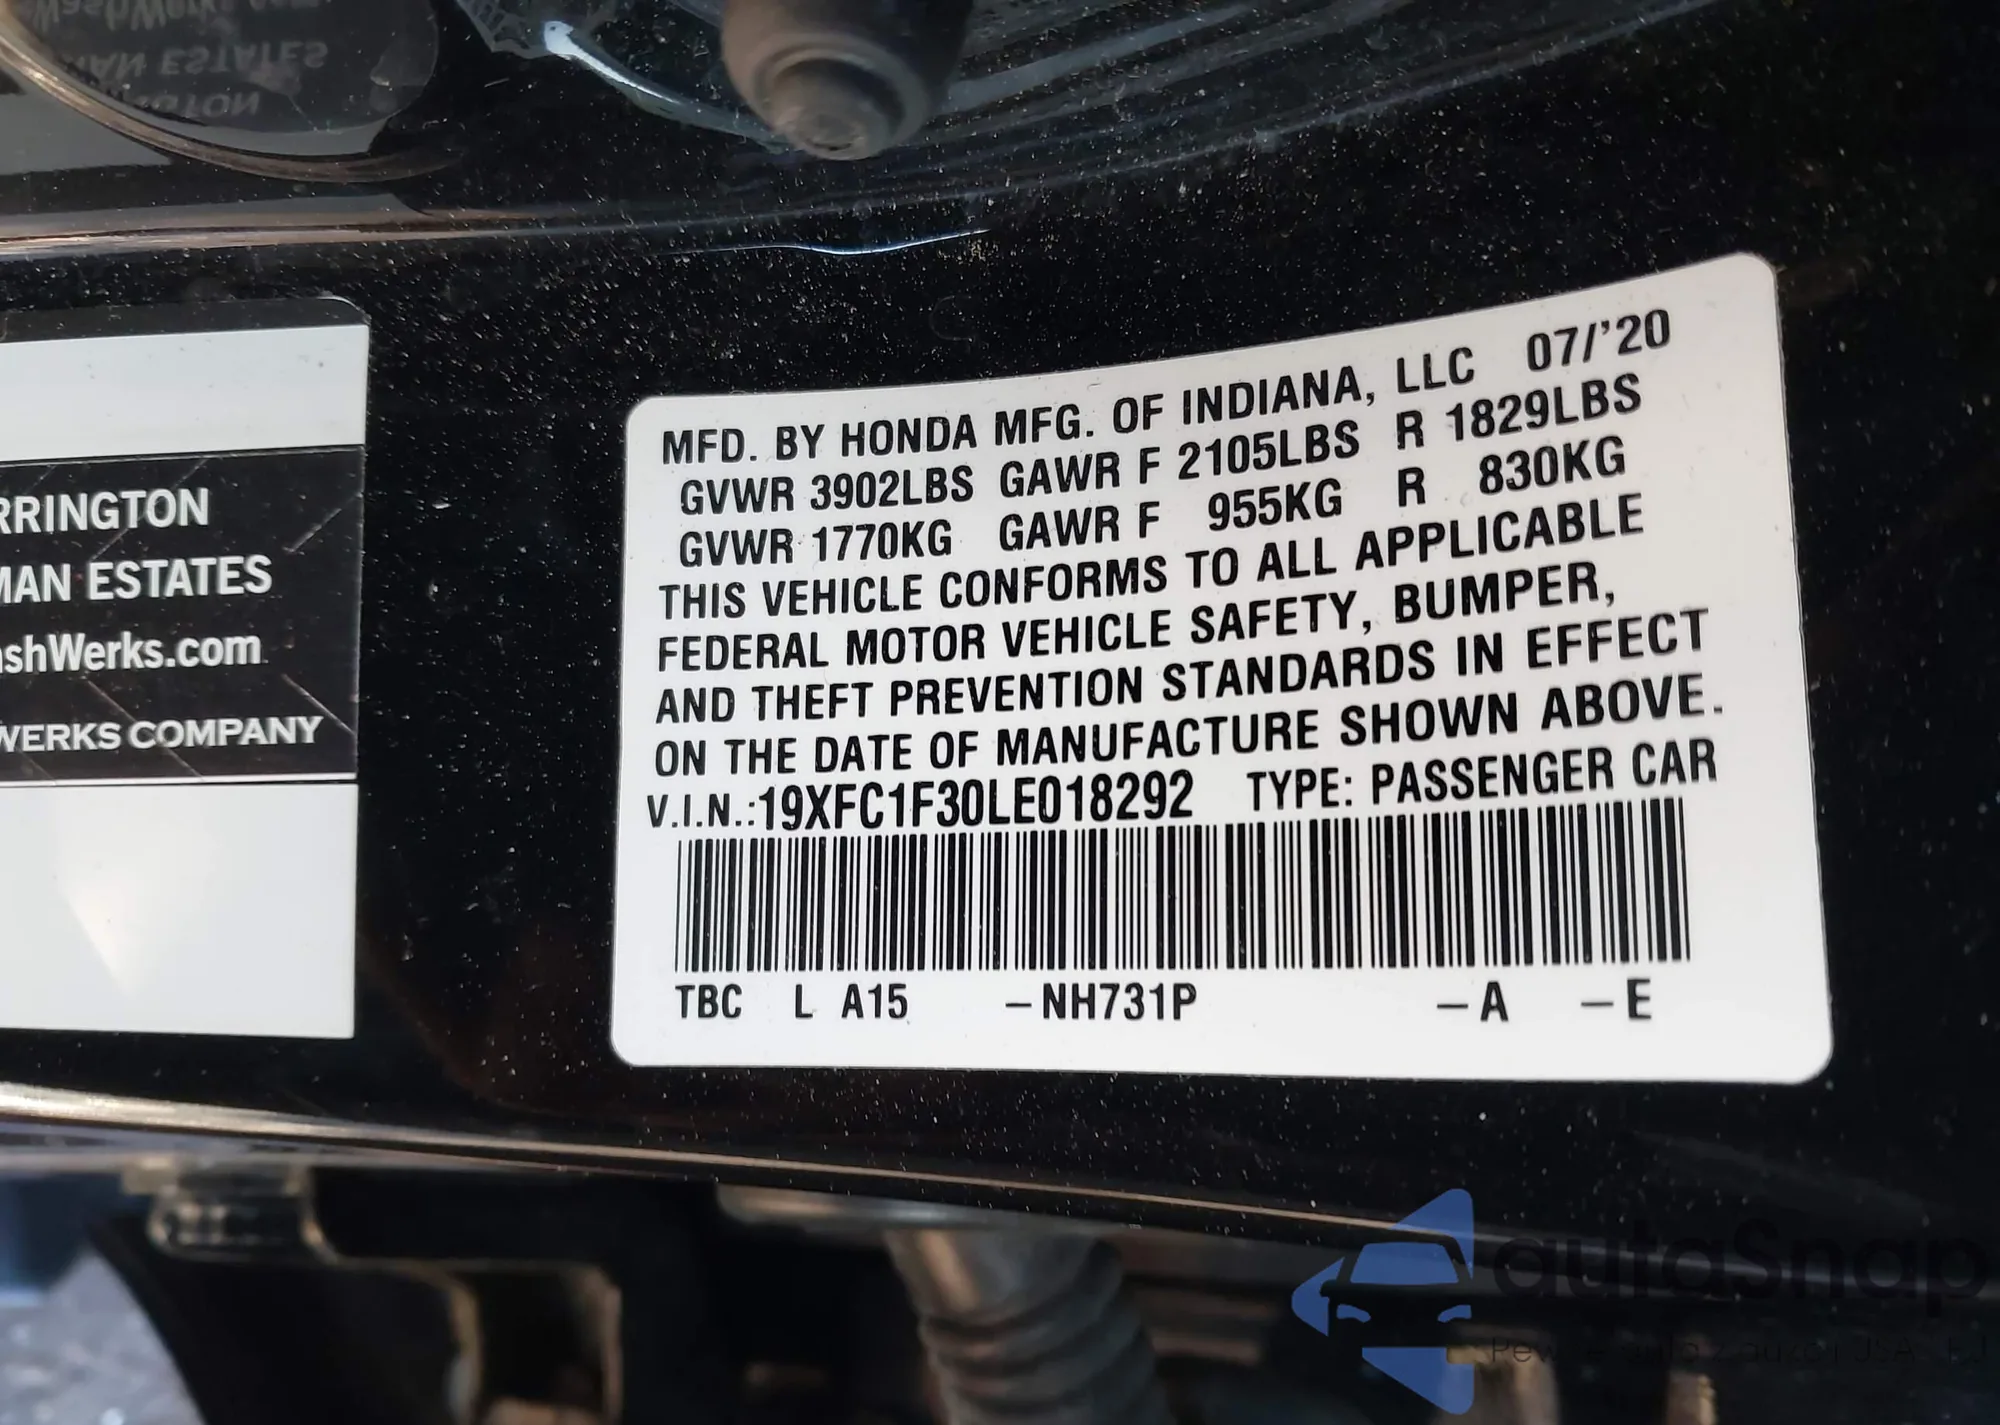 MAN ESTATES
RRINGTON
MAN ESTATES
ashWerks.com
WERKS COMPANY
MFD. BY HONDA MFG. OF INDIANA, LLC 07/'20
GVWR 3902LBS GAWR F 2105LBS R 1829LBS
GVWR 1770KG GAWR F 955KG R 830KG
THIS VEHICLE CONFORMS TO ALL APPLICABLE
FEDERAL MOTOR VEHICLE SAFETY, BUMPER,
AND THEFT PREVENTION STANDARDS IN EFFECT
ON THE DATE OF MANUFACTURE SHOWN ABOVE.
V.I.N.:19XFC1F30LE018292 TYPE: PASSENGER CAR
TBC L A15 -NH731P -A -E
autaSnap